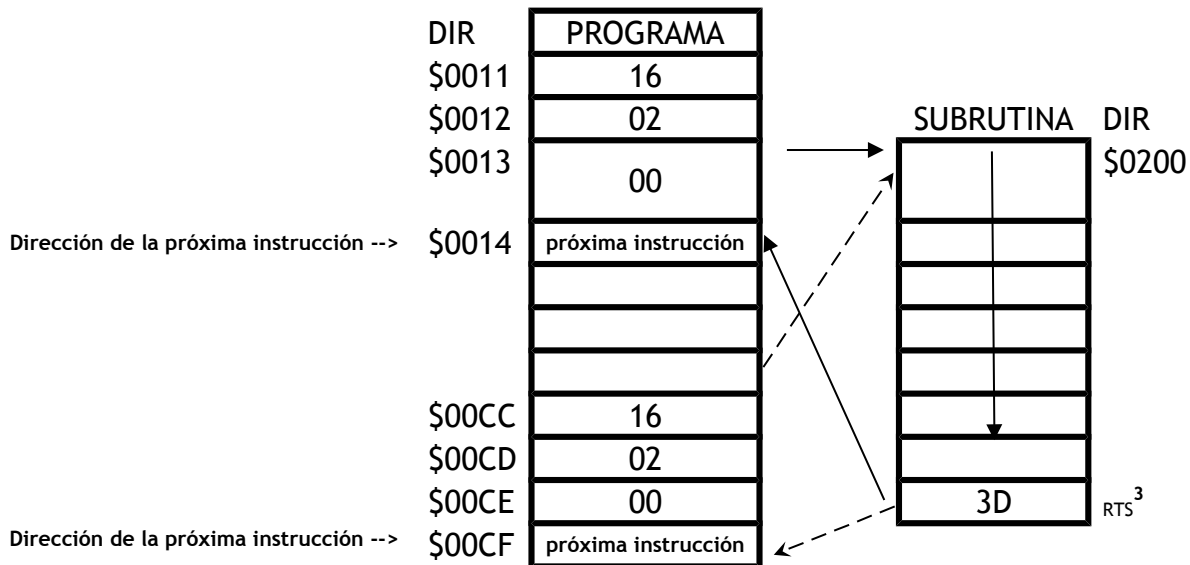 DIR PROGRAMA
$0011 16
$0012 02 SUBRUTINA DIR
$0013 00 $0200
Dirección de la próxima instrucción --> $0014 próxima instrucción
$00CC 16
$00CD 02
$00CE 00 3D RTS3
Dirección de la próxima instrucción --> $00CF próxima instrucción